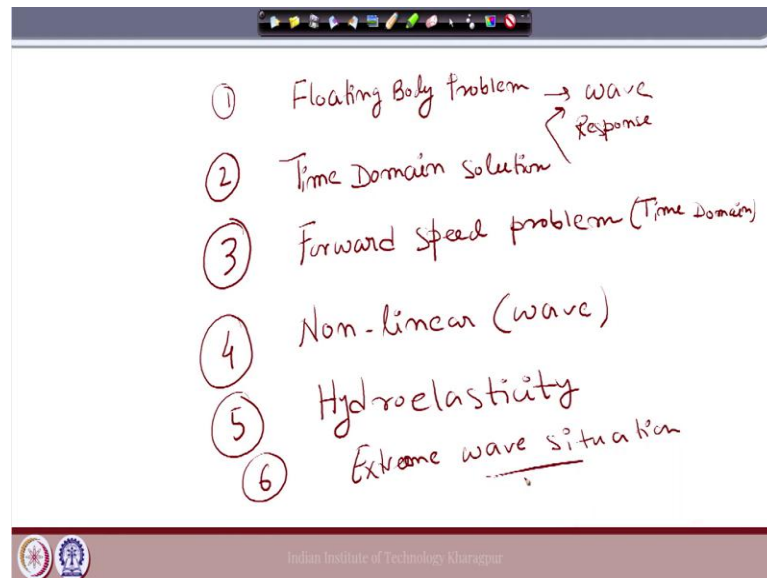 ① Floating Body Problem → wave
Response
② Time Domain solution
③ Forward speed problem (Time Domain)
④ Non-linear (wave)
⑤ Hydroelasticity
⑥ Extreme wave situation
Indian Institute of Technology Kharagpur